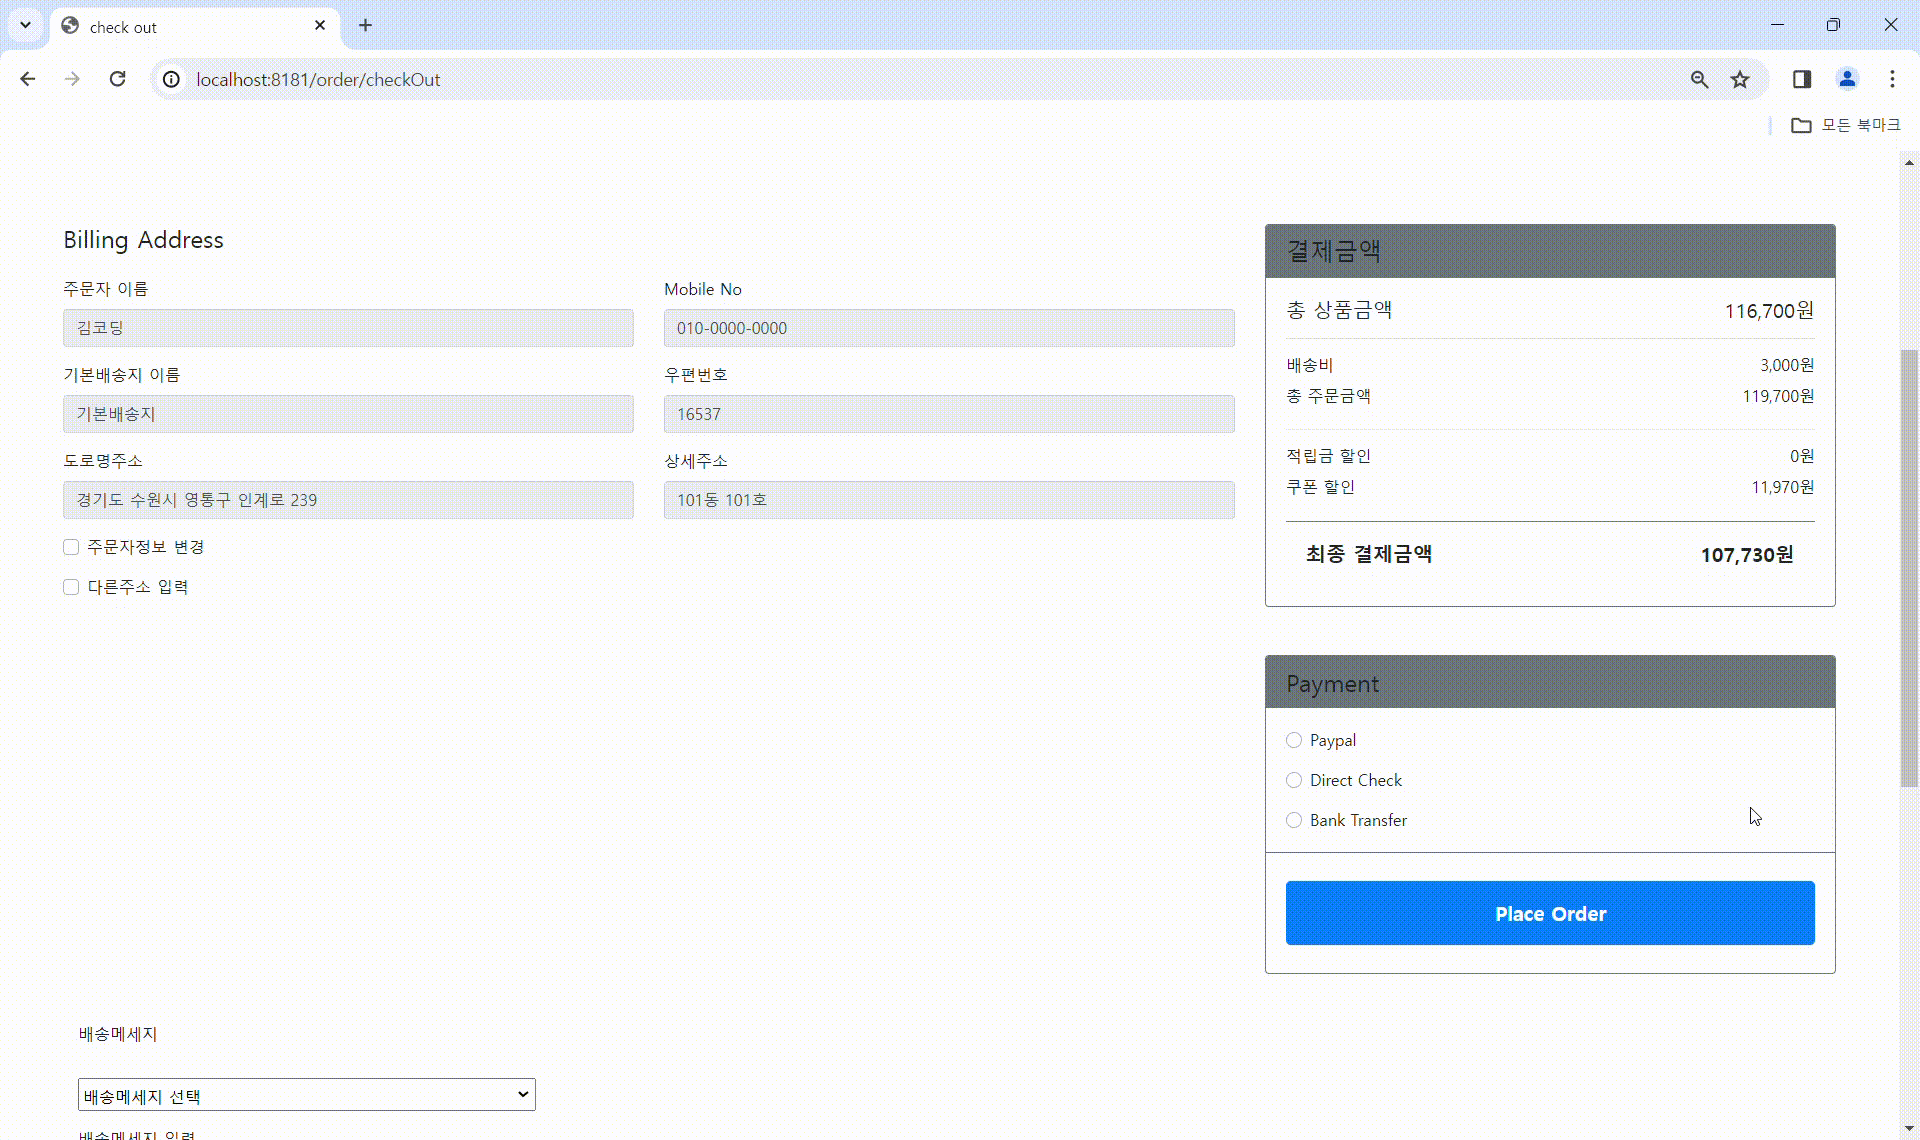 check out
localhost:8181/order/checkOut
모든 북마크
Billing Address
주문자 이름
Mobile No
김코딩
010-0000-0000
기본배송지 이름
우편번호
기본배송지
16537
도로명주소
상세주소
경기도 수원시 영통구 인계로 239
101동 101호
주문자정보 변경
다른주소 입력
결제금액
총 상품금액 116,700원
배송비 3,000원
총 주문금액 119,700원
적립금 할인 0원
쿠폰 할인 11,970원
최종 결제금액 107,730원
Payment
Paypal
Direct Check
Bank Transfer
Place Order
배송메세지
배송메세지 선택
배송메세지 입력